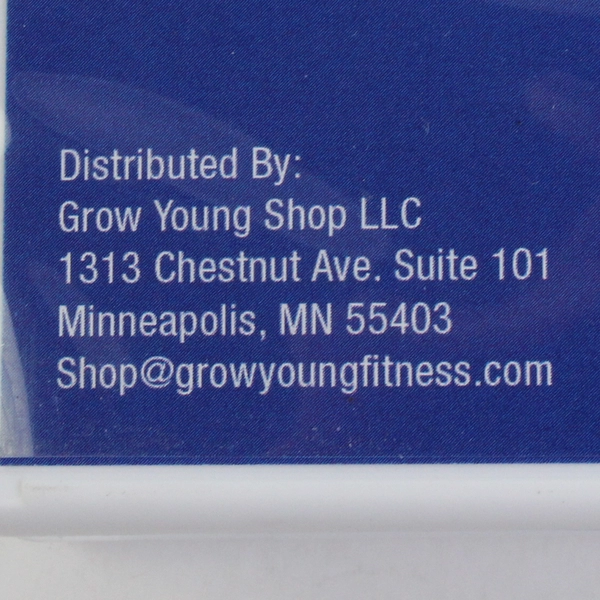 Distributed By:
Grow Young Shop LLC
1313 Chestnut Ave. Suite 101
Minneapolis, MN 55403
Shop@growyoungfitness.com